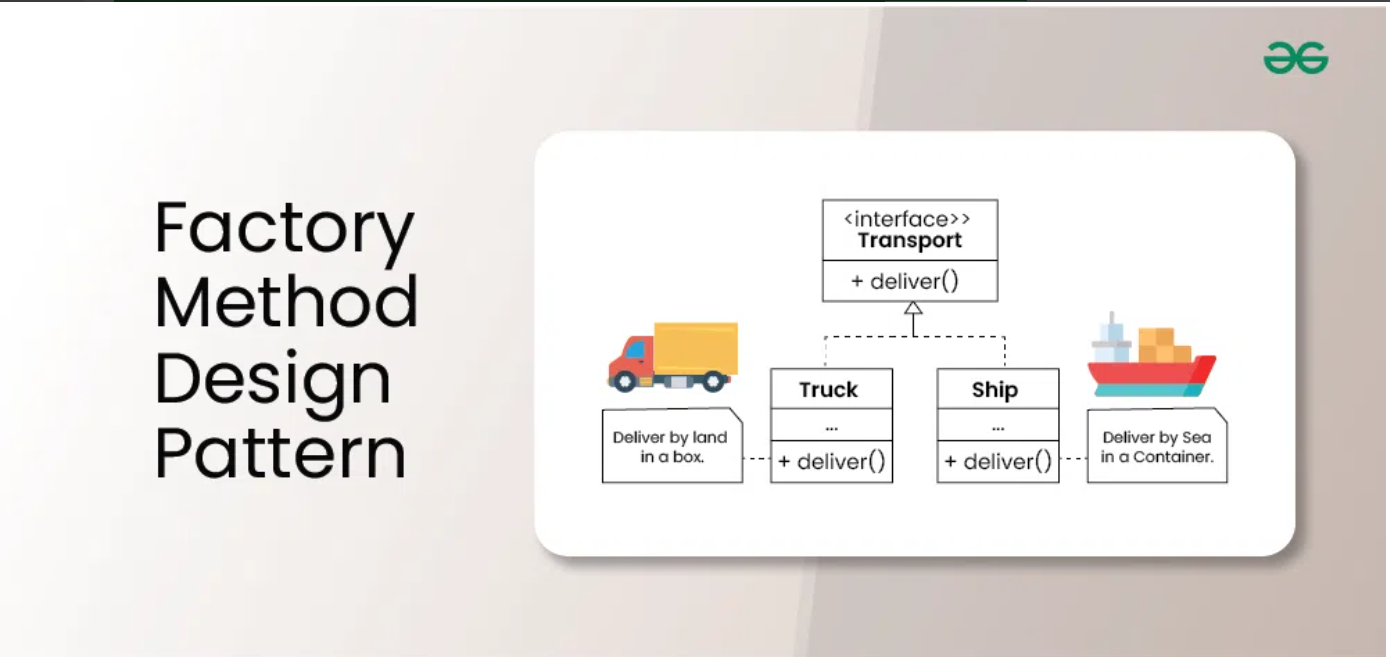 Factory
Method
Design
Pattern
<interface>>
Transport
+ deliver()
Truck
...
+ deliver()
Ship
...
+ deliver()
Deliver by land
in a box.
Deliver by Sea
in a Container.